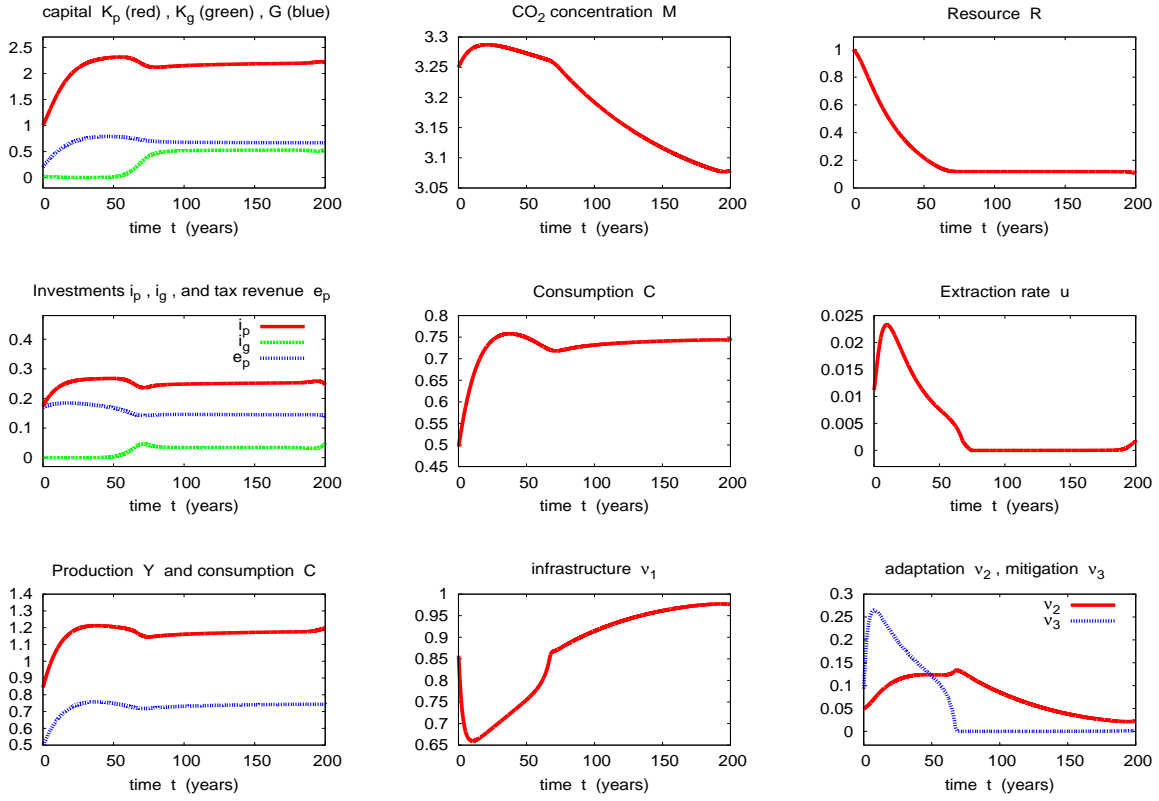 capital K_p (red) , K_g (green) , G (blue)
2.5
2
1.5
1
0.5
0
0 50 100 150 200
time t (years)
CO_2 concentration M
3.3
3.25
3.2
3.15
3.1
3.05
0 50 100 150 200
time t (years)
Resource R
1
0.8
0.6
0.4
0.2
0
0 50 100 150 200
time t (years)
Investments i_p , i_g , and tax revenue e_p
i_p
i_g
e_p
0.4
0.3
0.2
0.1
0
0 50 100 150 200
time t (years)
Consumption C
0.8
0.75
0.7
0.65
0.6
0.55
0.5
0.45
0 50 100 150 200
time t (years)
Extraction rate u
0.025
0.02
0.015
0.01
0.005
0
0 50 100 150 200
time t (years)
Production Y and consumption C
1.4
1.3
1.2
1.1
1
0.9
0.8
0.7
0.6
0.5
0 50 100 150 200
time t (years)
infrastructure ν_1
1
0.95
0.9
0.85
0.8
0.75
0.7
0.65
0 50 100 150 200
time t (years)
adaptation ν_2 , mitigation ν_3
ν_2
ν_3
0.3
0.25
0.2
0.15
0.1
0.05
0
0 50 100 150 200
time t (years)